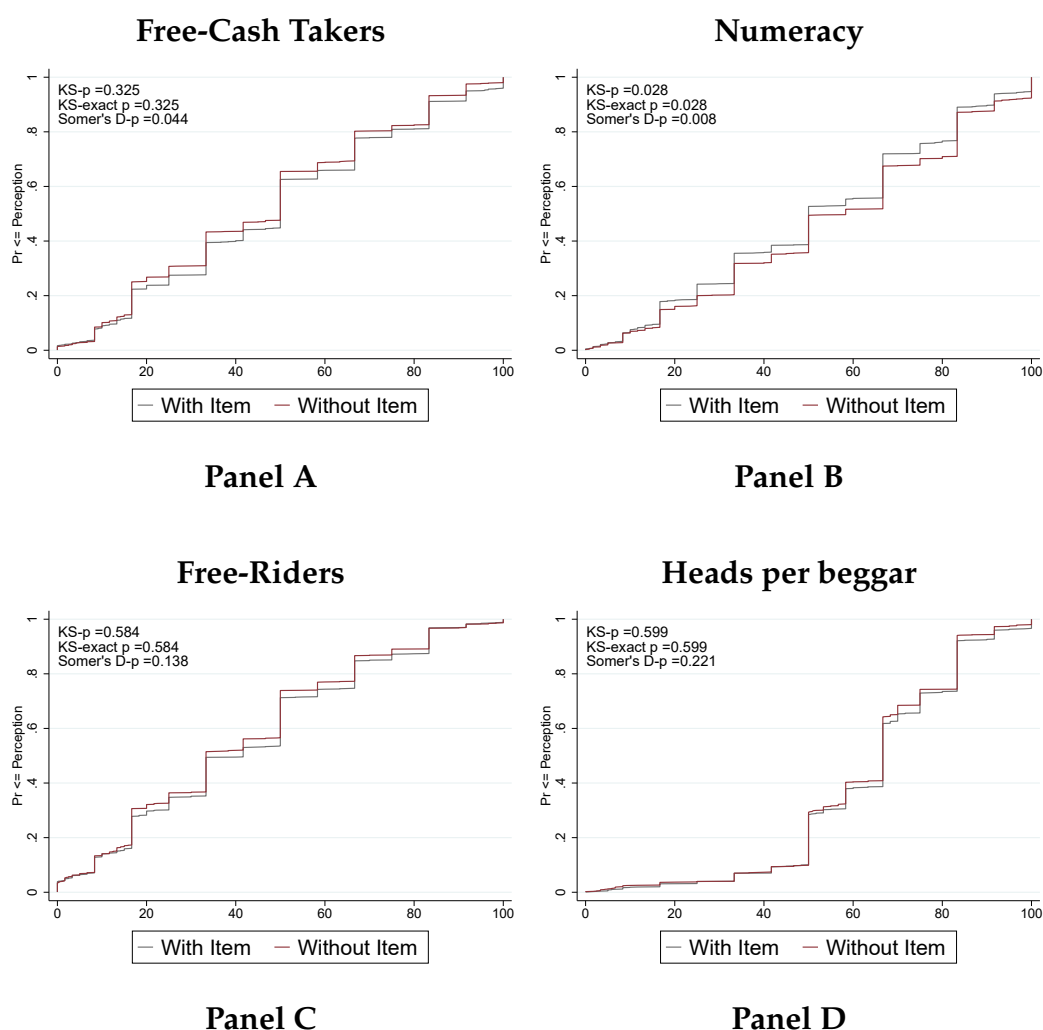 Free-Cash Takers
KS-p =0.325
KS-exact p =0.325
Somer's D-p =0.044
Pr <= Perception
0 .2 .4 .6 .8 1
0 20 40 60 80 100
With Item Without Item
Panel A
Numeracy
KS-p =0.028
KS-exact p =0.028
Somer's D-p =0.008
Pr <= Perception
0 .2 .4 .6 .8 1
0 20 40 60 80 100
With Item Without Item
Panel B
Free-Riders
KS-p =0.584
KS-exact p =0.584
Somer's D-p =0.138
Pr <= Perception
0 .2 .4 .6 .8 1
0 20 40 60 80 100
With Item Without Item
Panel C
Heads per beggar
KS-p =0.599
KS-exact p =0.599
Somer's D-p =0.221
Pr <= Perception
0 .2 .4 .6 .8 1
0 20 40 60 80 100
With Item Without Item
Panel D